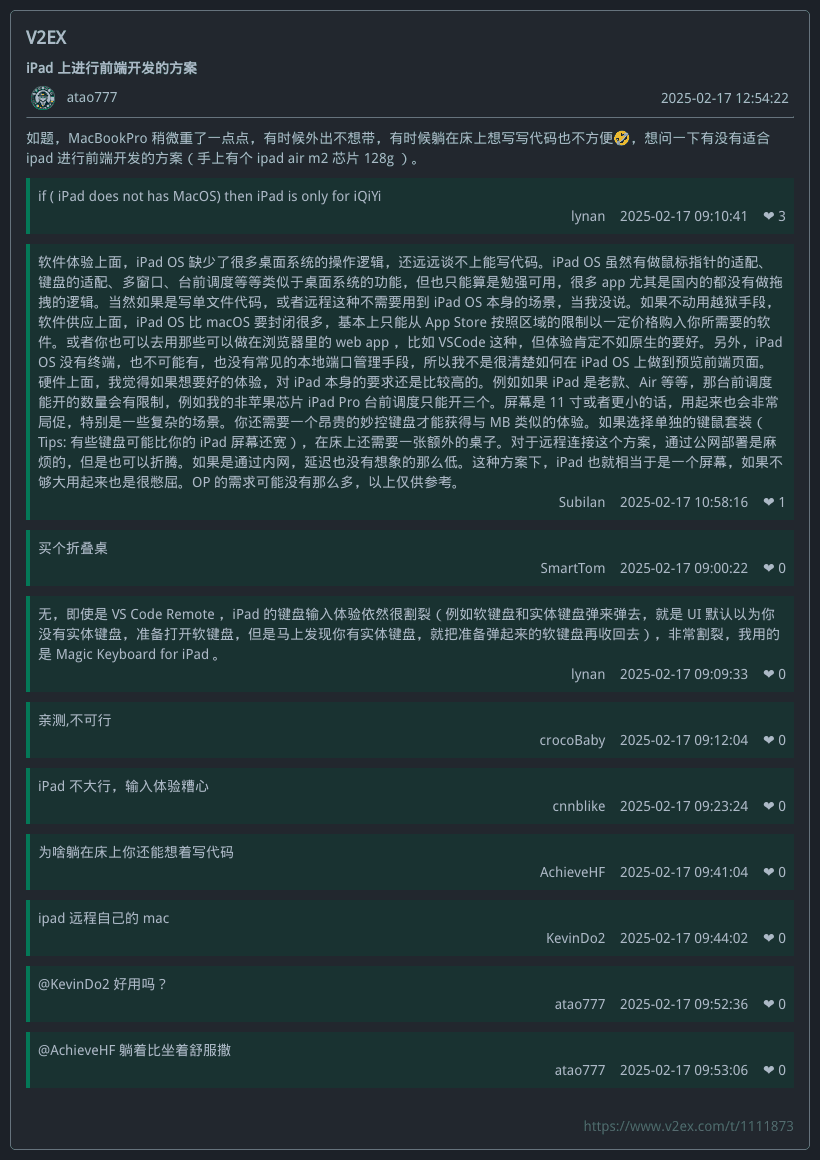 V2EX
iPad 上进行前端开发的方案
atao777 2025-02-17 12:54:22
如题，MacBookPro 稍微重了一点点，有时候外出不想带，有时候躺在床上想写写代码也不方便🤣，想问一下有没有适合
ipad 进行前端开发的方案（手上有个 ipad air m2 芯片 128g ）。
if ( iPad does not has MacOS) then iPad is only for iQiYi
lynan 2025-02-17 09:10:41 ❤ 3
软件体验上面，iPad OS 缺少了很多桌面系统的操作逻辑，还远远谈不上能写代码。iPad OS 虽然有做鼠标指针的适配、
键盘的适配、多窗口、台前调度等等类似于桌面系统的功能，但也只能算是勉强可用，很多 app 尤其是国内的都没有做拖
拽的逻辑。当然如果是写单文件代码，或者远程这种不需要用到 iPad OS 本身的场景，当我没说。如果不动用越狱手段，
软件供应上面，iPad OS 比 macOS 要封闭很多，基本上只能从 App Store 按照区域的限制以一定价格购入你所需要的软
件。或者你也可以去用那些可以做在浏览器里的 web app ，比如 VSCode 这种，但体验肯定不如原生的要好。另外，iPad
OS 没有终端，也不可能有，也没有常见的本地端口管理手段，所以我不是很清楚如何在 iPad OS 上做到预览前端页面。
硬件上面，我觉得如果想要好的体验，对 iPad 本身的要求还是比较高的。例如如果 iPad 是老款、Air 等等，那台前调度
能开的数量会有限制，例如我的非苹果芯片 iPad Pro 台前调度只能开三个。屏幕是 11 寸或者更小的话，用起来也会非常
局促，特别是一些复杂的场景。你还需要一个昂贵的妙控键盘才能获得与 MB 类似的体验。如果选择单独的键鼠套装（
Tips: 有些键盘可能比你的 iPad 屏幕还宽），在床上还需要一张额外的桌子。对于远程连接这个方案，通过公网部署是麻
烦的，但是也可以折腾。如果是通过内网，延迟也没有想象的那么低。这种方案下，iPad 也就相当于是一个屏幕，如果不
够大用起来也是很憋屈。OP 的需求可能没有那么多，以上仅供参考。
Subilan 2025-02-17 10:58:16 ❤ 1
买个折叠桌
SmartTom 2025-02-17 09:00:22 ❤ 0
无，即使是 VS Code Remote ，iPad 的键盘输入体验依然很割裂（例如软键盘和实体键盘弹来弹去，就是 UI 默认以为你
没有实体键盘，准备打开软键盘，但是马上发现你有实体键盘，就把准备弹起来的软键盘再收回去），非常割裂，我用的
是 Magic Keyboard for iPad 。
lynan 2025-02-17 09:09:33 ❤ 0
亲测,不可行
crocoBaby 2025-02-17 09:12:04 ❤ 0
iPad 不大行，输入体验糟心
cnnblike 2025-02-17 09:23:24 ❤ 0
为啥躺在床上你还能想着写代码
AchieveHF 2025-02-17 09:41:04 ❤ 0
ipad 远程自己的 mac
KevinDo2 2025-02-17 09:44:02 ❤ 0
@KevinDo2 好用吗？
atao777 2025-02-17 09:52:36 ❤ 0
@AchieveHF 躺着比坐着舒服撒
atao777 2025-02-17 09:53:06 ❤ 0
https://www.v2ex.com/t/1111873